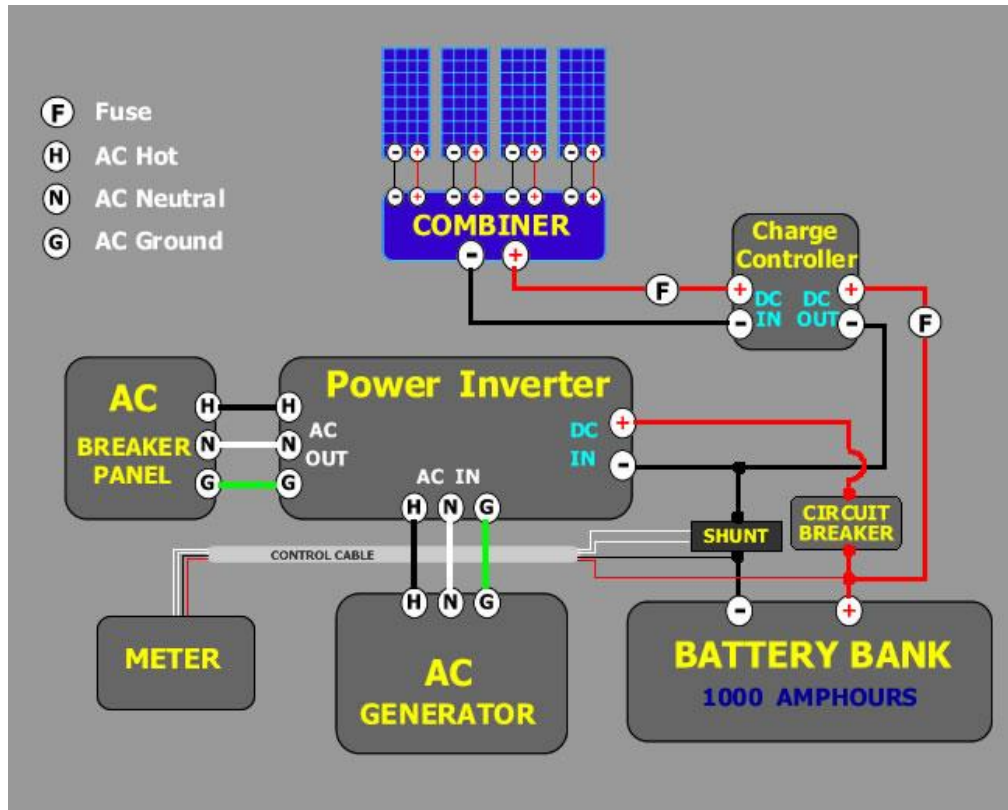 F Fuse
H AC Hot
N AC Neutral
G AC Ground
- + - + - + - +
- + - + - + - +
COMBINER
- +
Charge
Controller
F + DC DC +
- IN OUT - F
AC
BREAKER
PANEL
H N G
Power Inverter
H N G
AC
OUT
DC
IN
+
-
AC IN
H N G
CONTROL CABLE
SHUNT
CIRCUIT
BREAKER
METER
H N G
AC
GENERATOR
- +
BATTERY BANK
1000 AMPHOURS